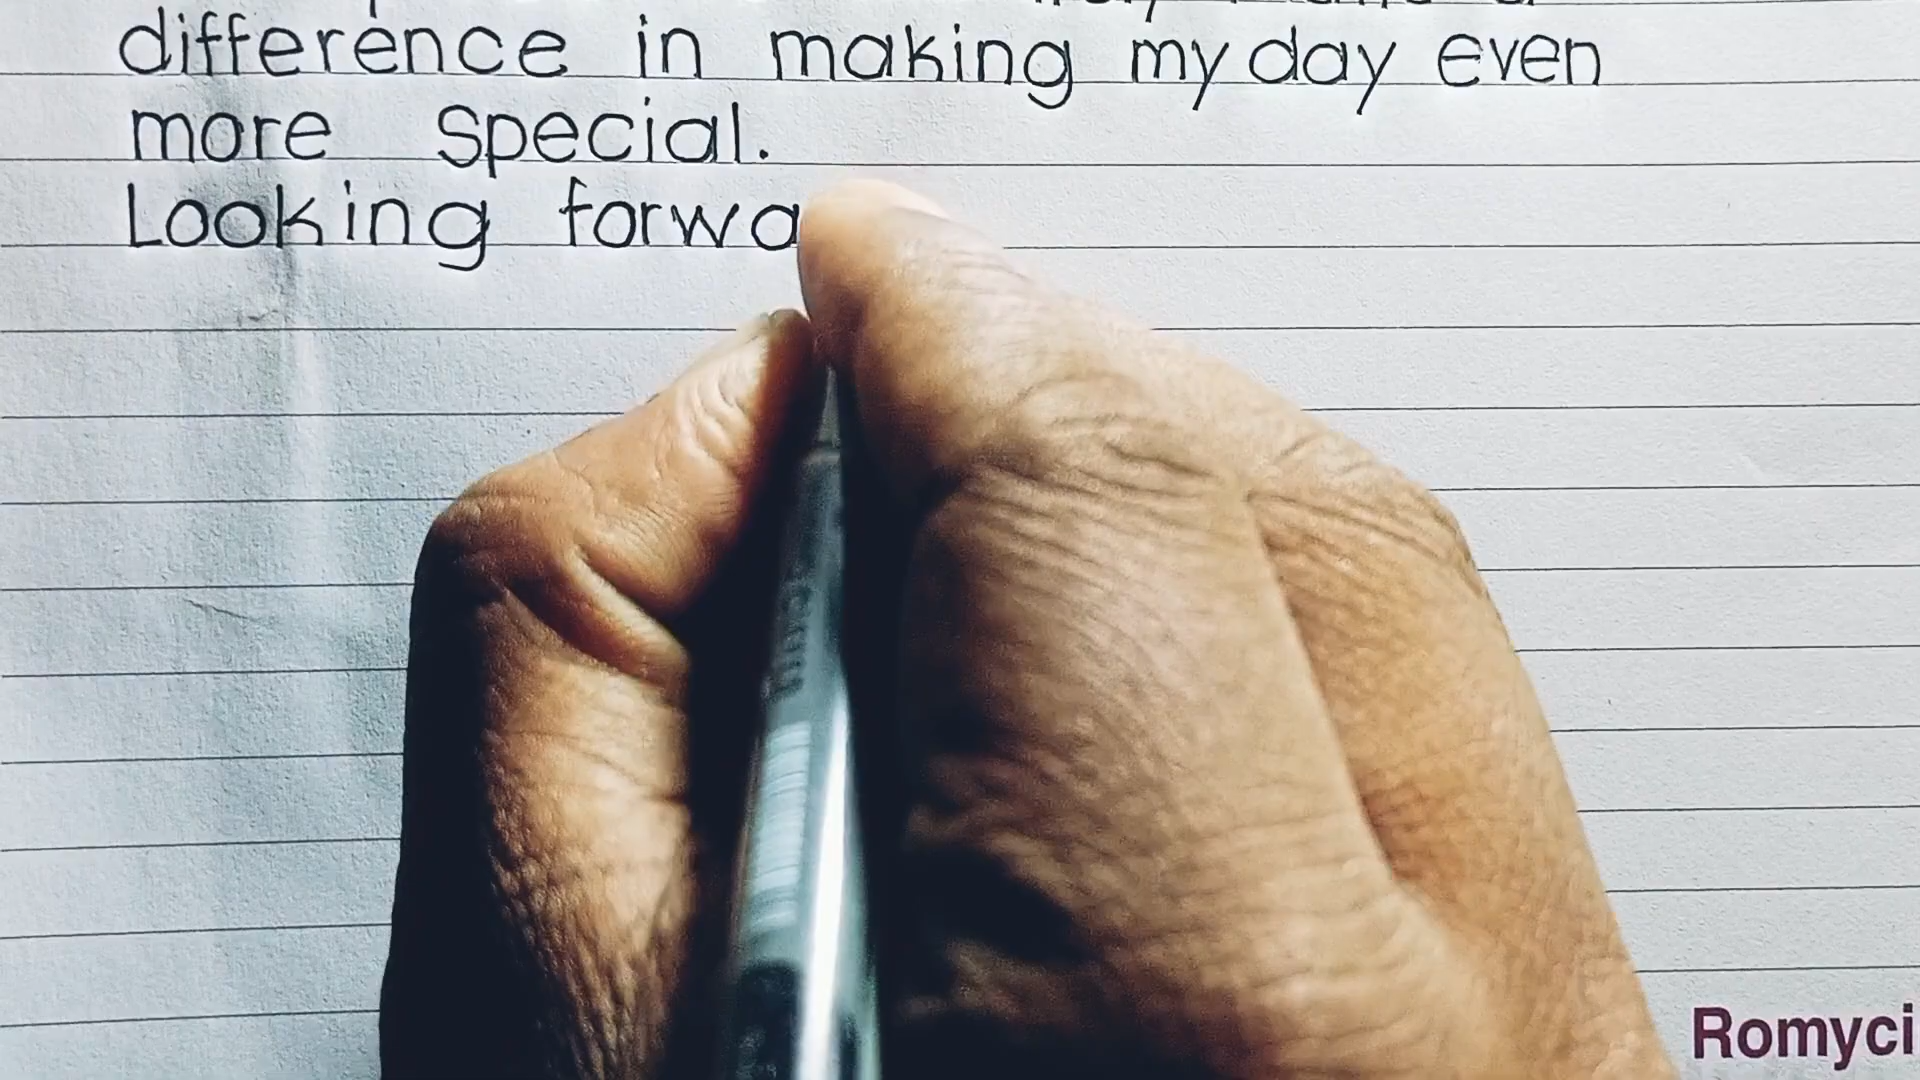 difference in making my day even
more special.
Looking forwa
Romyci